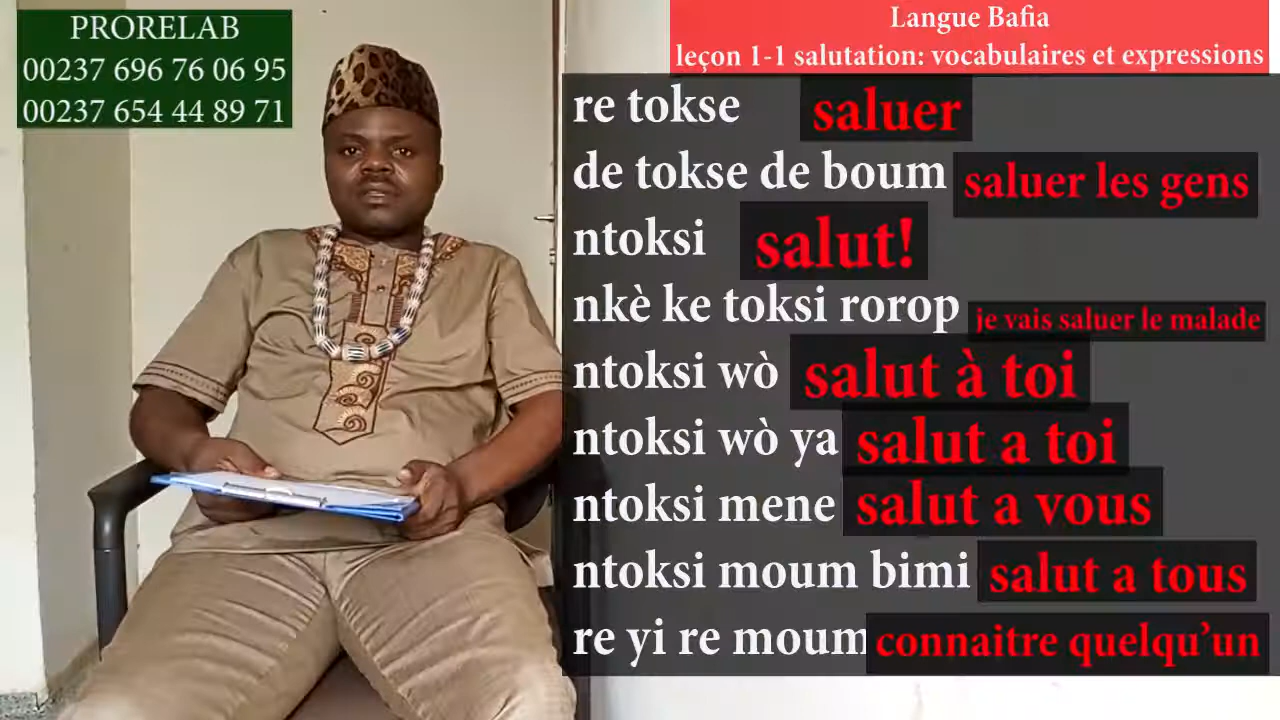 PRORELAB
00237 696 76 06 95
00237 654 44 89 71
Langue Bafia
leçon 1-1 salutation: vocabulaires et expressions
re tokse saluer
de tokse de boum saluer les gens
ntoksi salut!
nkè ke toksi rorop je vais saluer le malade
ntoksi wò salut à toi
ntoksi wò ya salut a toi
ntoksi mene salut a vous
ntoksi moum bimi salut a tous
re yi re moum connaitre quelqu’un